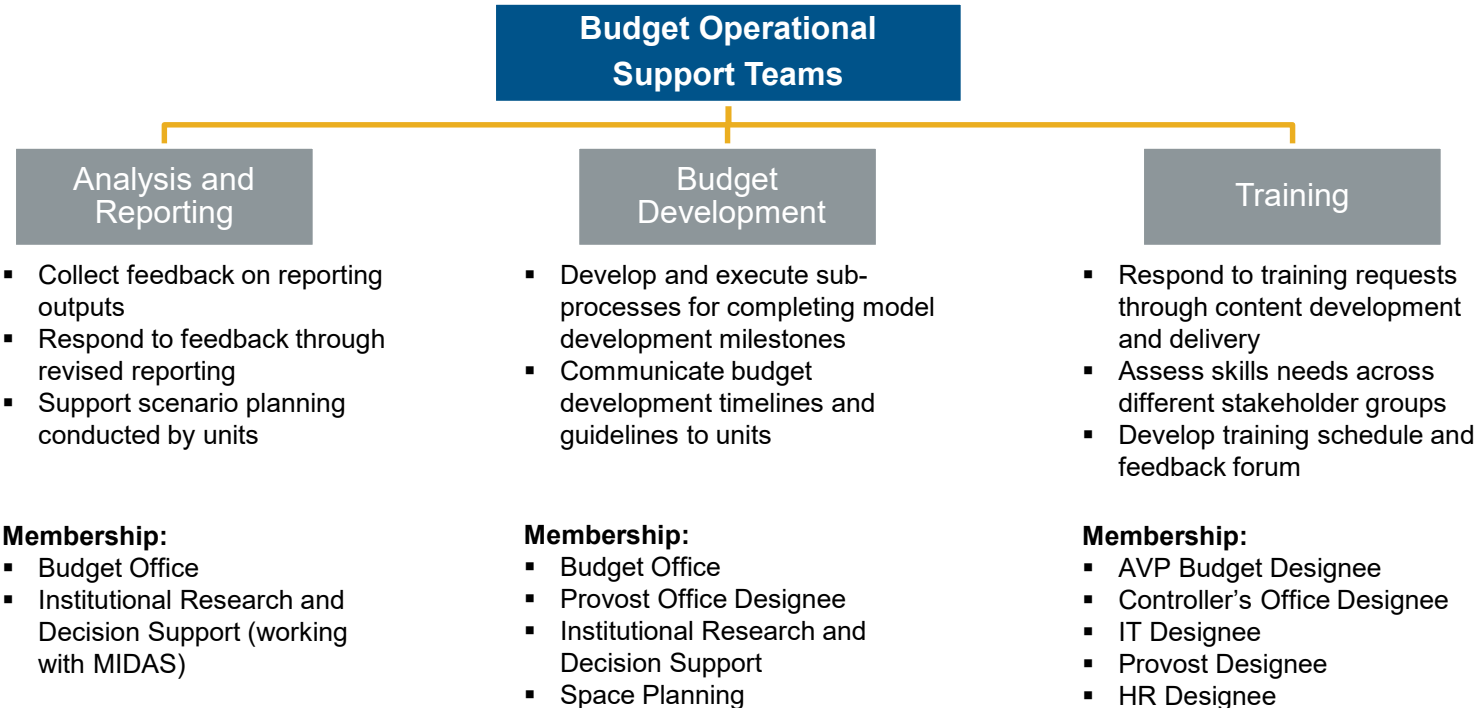 Budget Operational
Support Teams
Analysis and
Reporting
▪ Collect feedback on reporting
outputs
▪ Respond to feedback through
revised reporting
▪ Support scenario planning
conducted by units
Membership:
▪ Budget Office
▪ Institutional Research and
Decision Support (working
with MIDAS)
Budget
Development
▪ Develop and execute sub-
processes for completing model
development milestones
▪ Communicate budget
development timelines and
guidelines to units
Membership:
▪ Budget Office
▪ Provost Office Designee
▪ Institutional Research and
Decision Support
▪ Space Planning
Training
▪ Respond to training requests
through content development
and delivery
▪ Assess skills needs across
different stakeholder groups
▪ Develop training schedule and
feedback forum
Membership:
▪ AVP Budget Designee
▪ Controller’s Office Designee
▪ IT Designee
▪ Provost Designee
▪ HR Designee